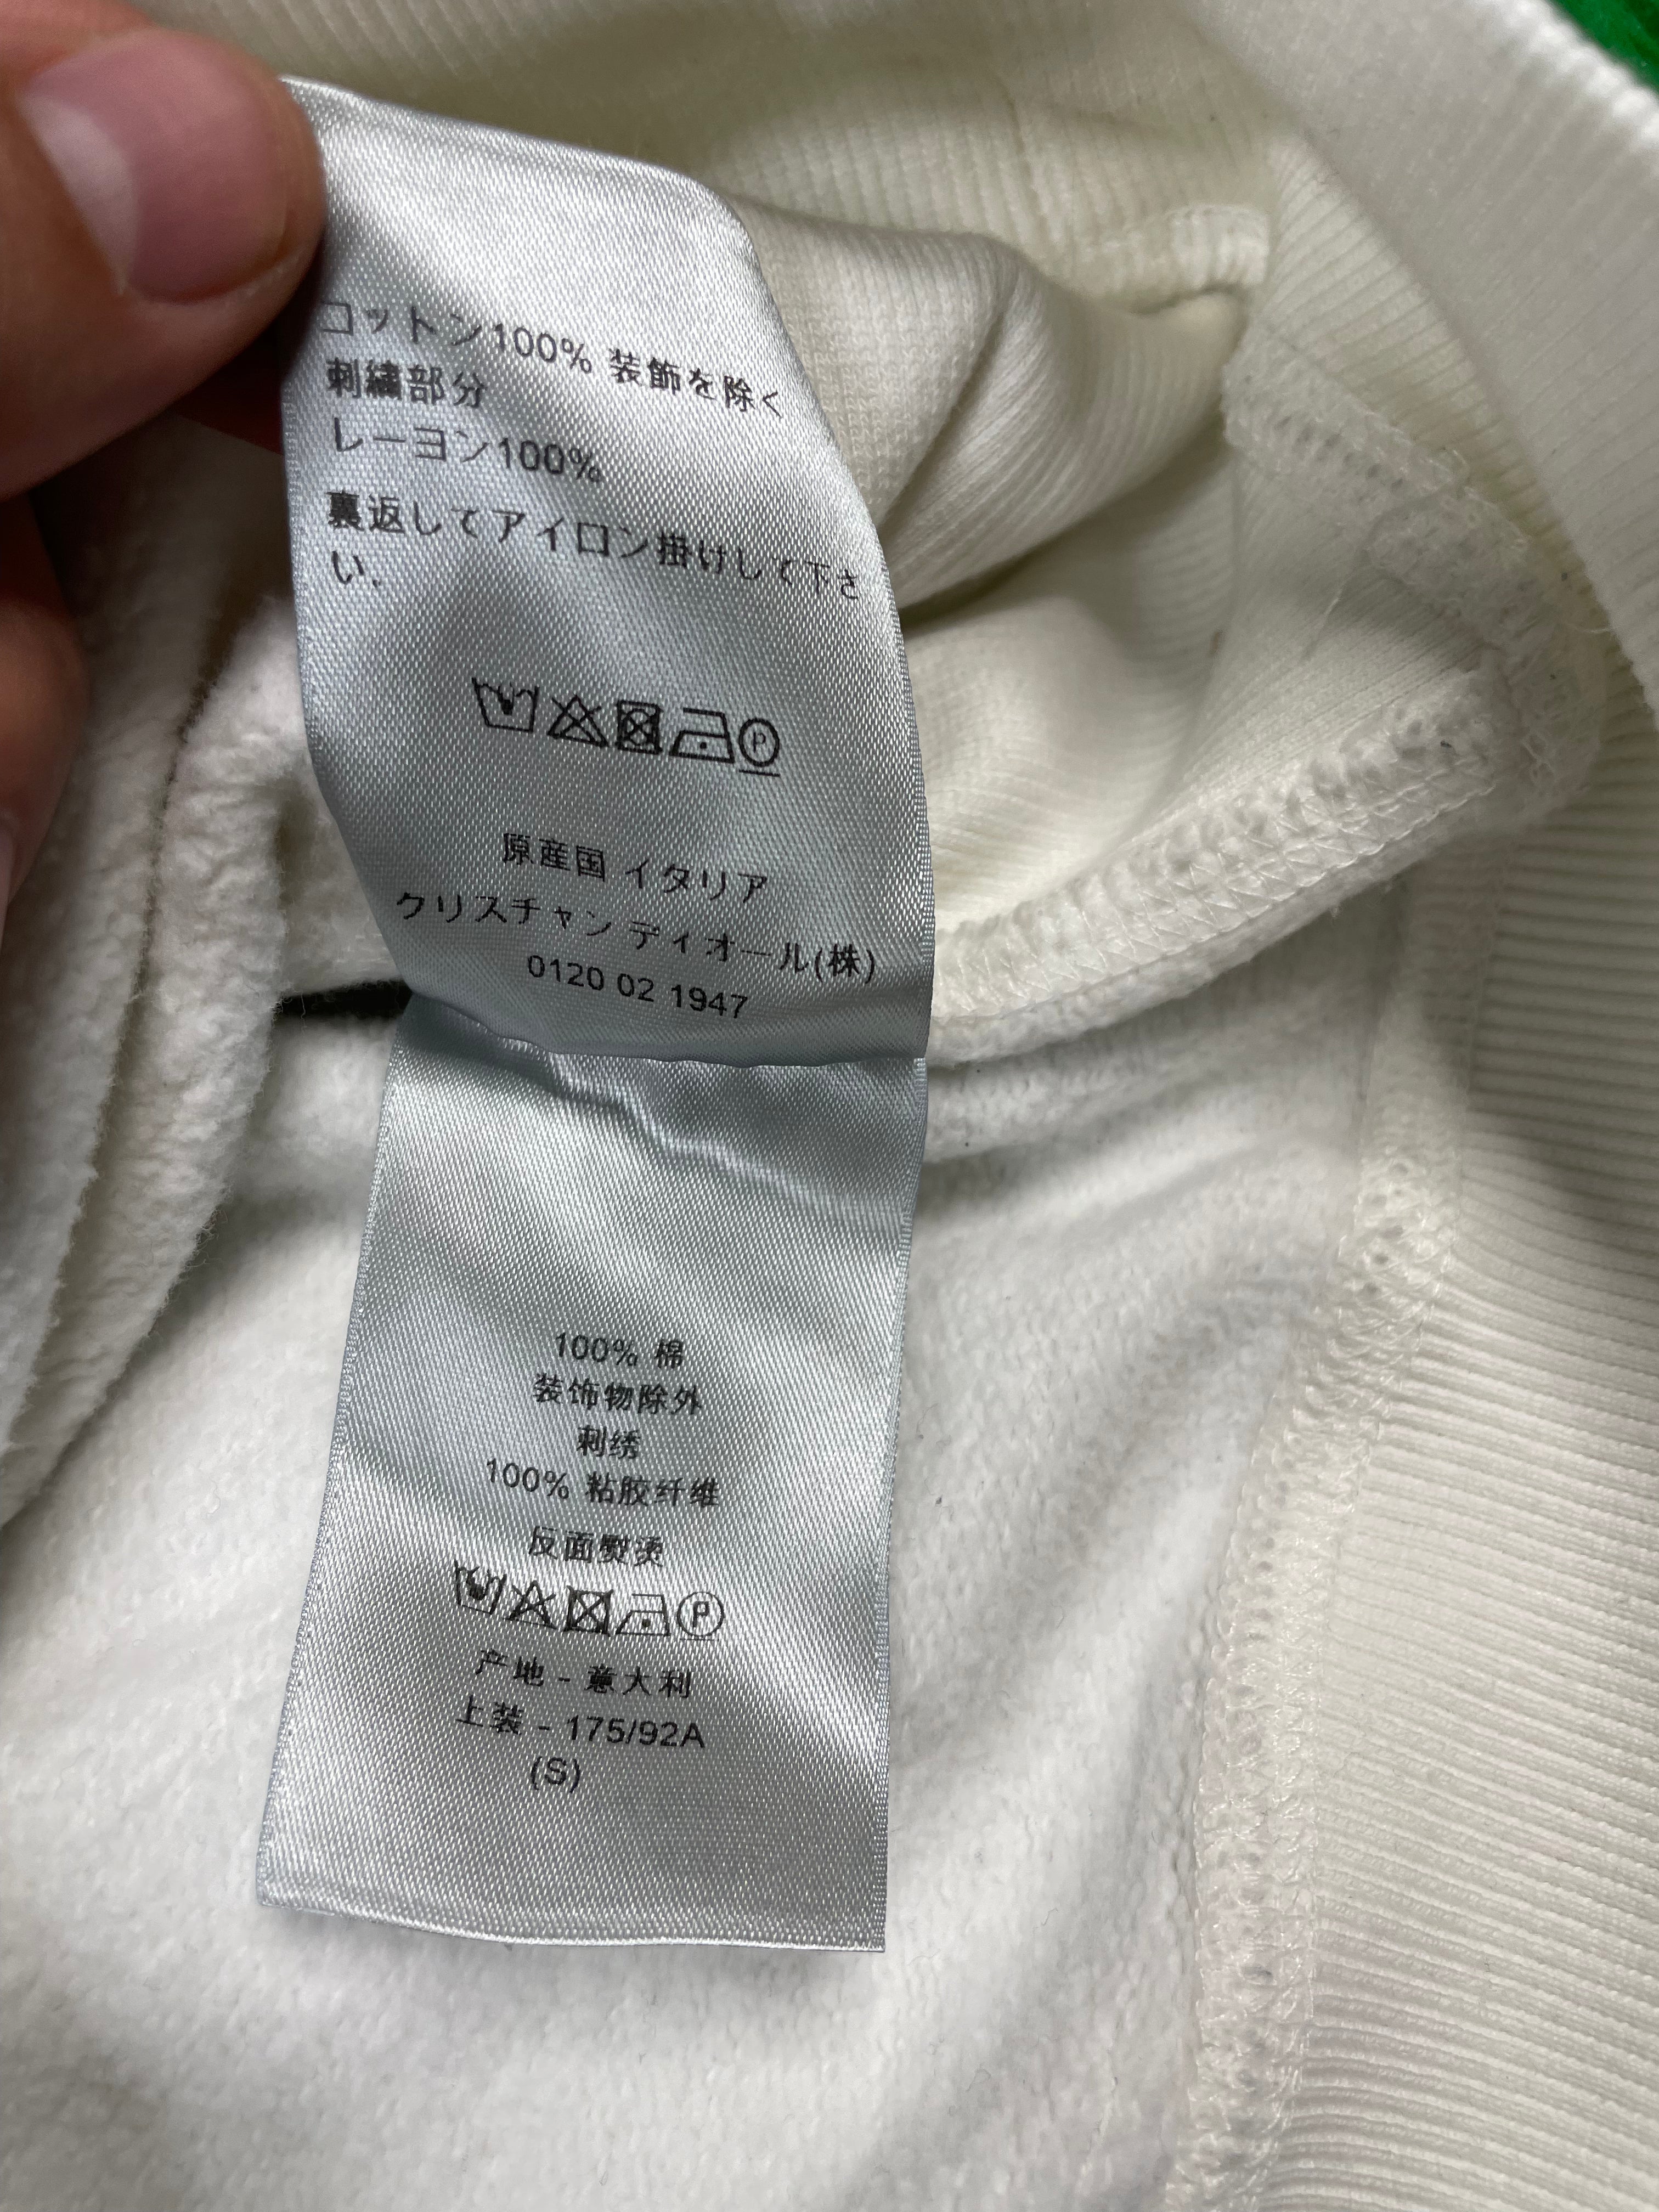 コットン100% 装飾を除く
刺繍部分
レーヨン100%
裏返してアイロン掛けして下さ
い.
P
原産国 イタリア
クリスチャン ディオール(株)
0120 02 1947
100% 棉
装饰物除外
刺绣
100% 粘胶纤维
反面熨烫
P
产地 - 意大利
上装 - 175/92A
(S)